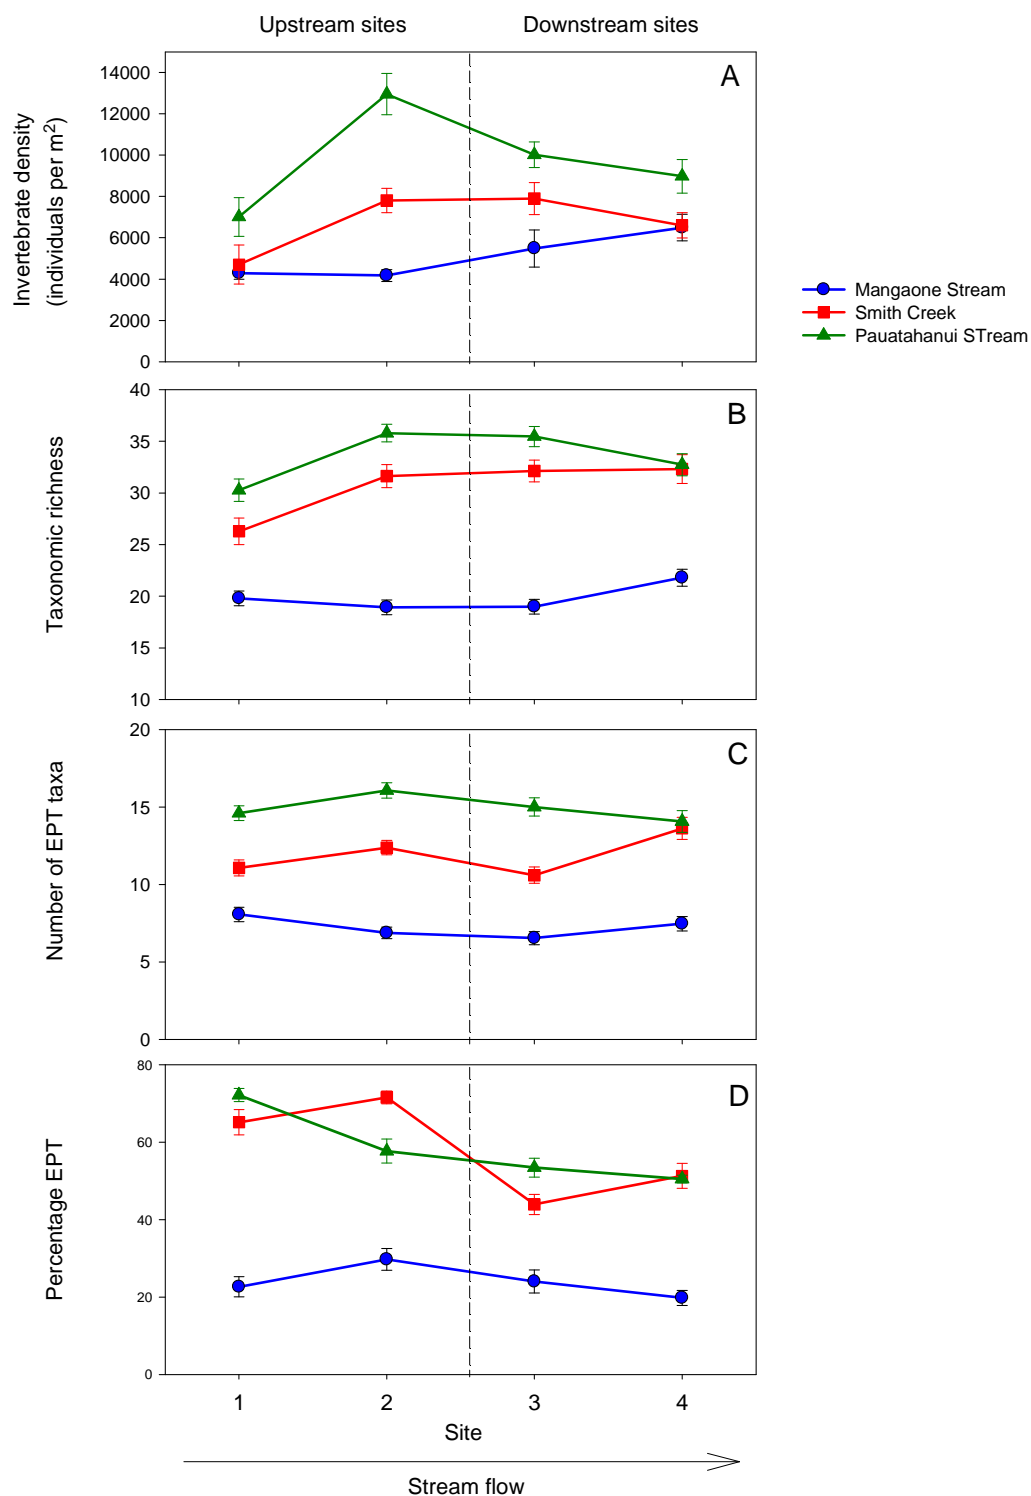 Upstream sites
Downstream sites
A
Invertebrate density
(individuals per m²)
14000
12000
10000
8000
6000
4000
2000
0
Mangaone Stream
Smith Creek
Pauatahanui STream
B
Taxonomic richness
40
35
30
25
20
15
10
C
Number of EPT taxa
20
15
10
5
0
D
Percentage EPT
80
60
40
20
0
1
2
3
4
Site
Stream flow